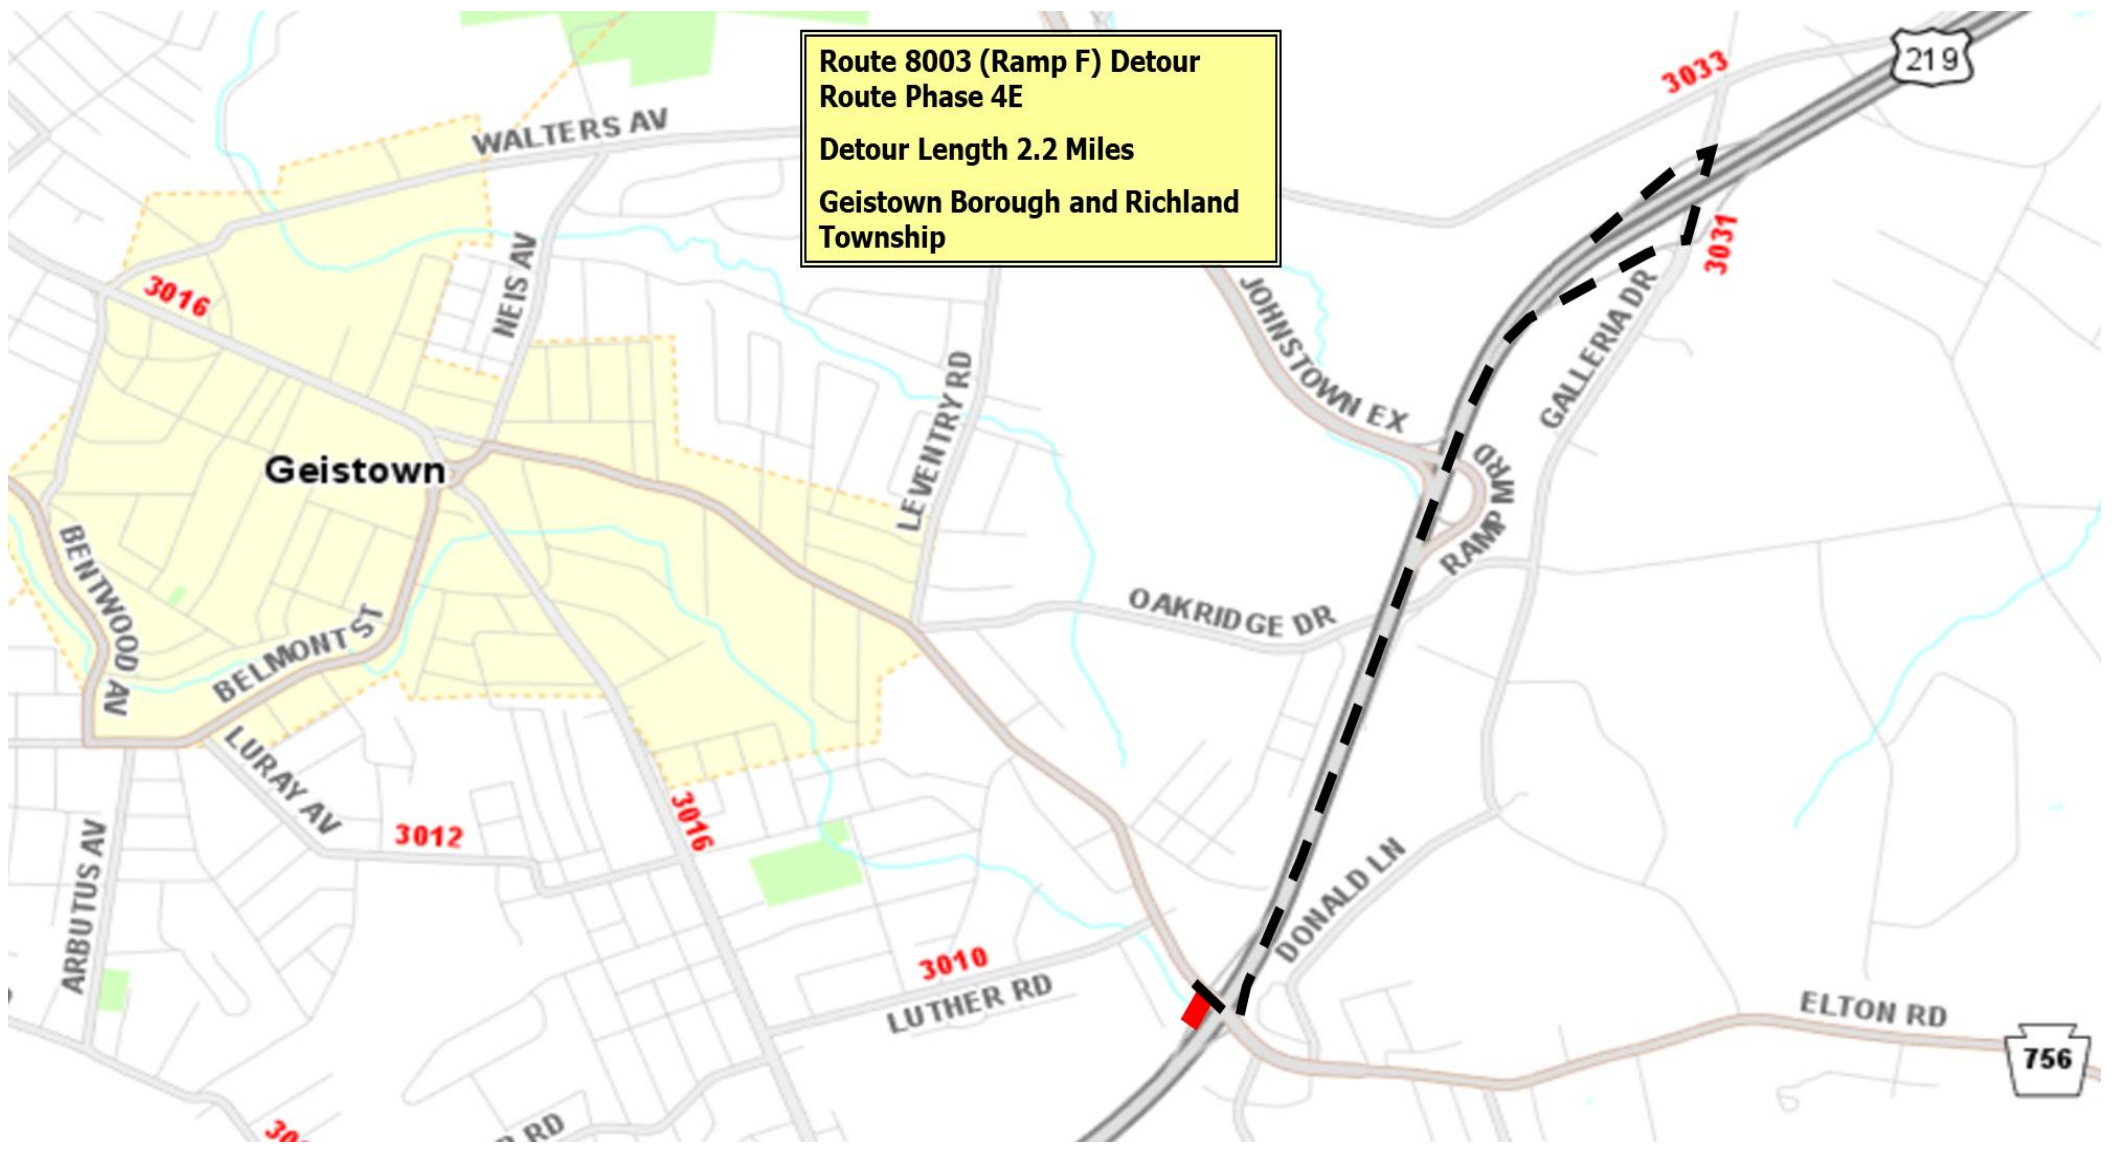 Route 8003 (Ramp F) Detour
Route Phase 4E
Detour Length 2.2 Miles
Geistown Borough and Richland
Township
219
3033
WALTERS AV
3031
3016
NEIS AV
JOHNSTOWN EX
GALLERIA DR
LEVENTRY RD
Geistown
RAMP M RD
BENTWOOD AV
OAKRIDGE DR
BELMONT ST
LURAY AV
3012
3016
ARBUTUS AV
DONALD LN
3010
LUTHER RD
ELTON RD
756
RD